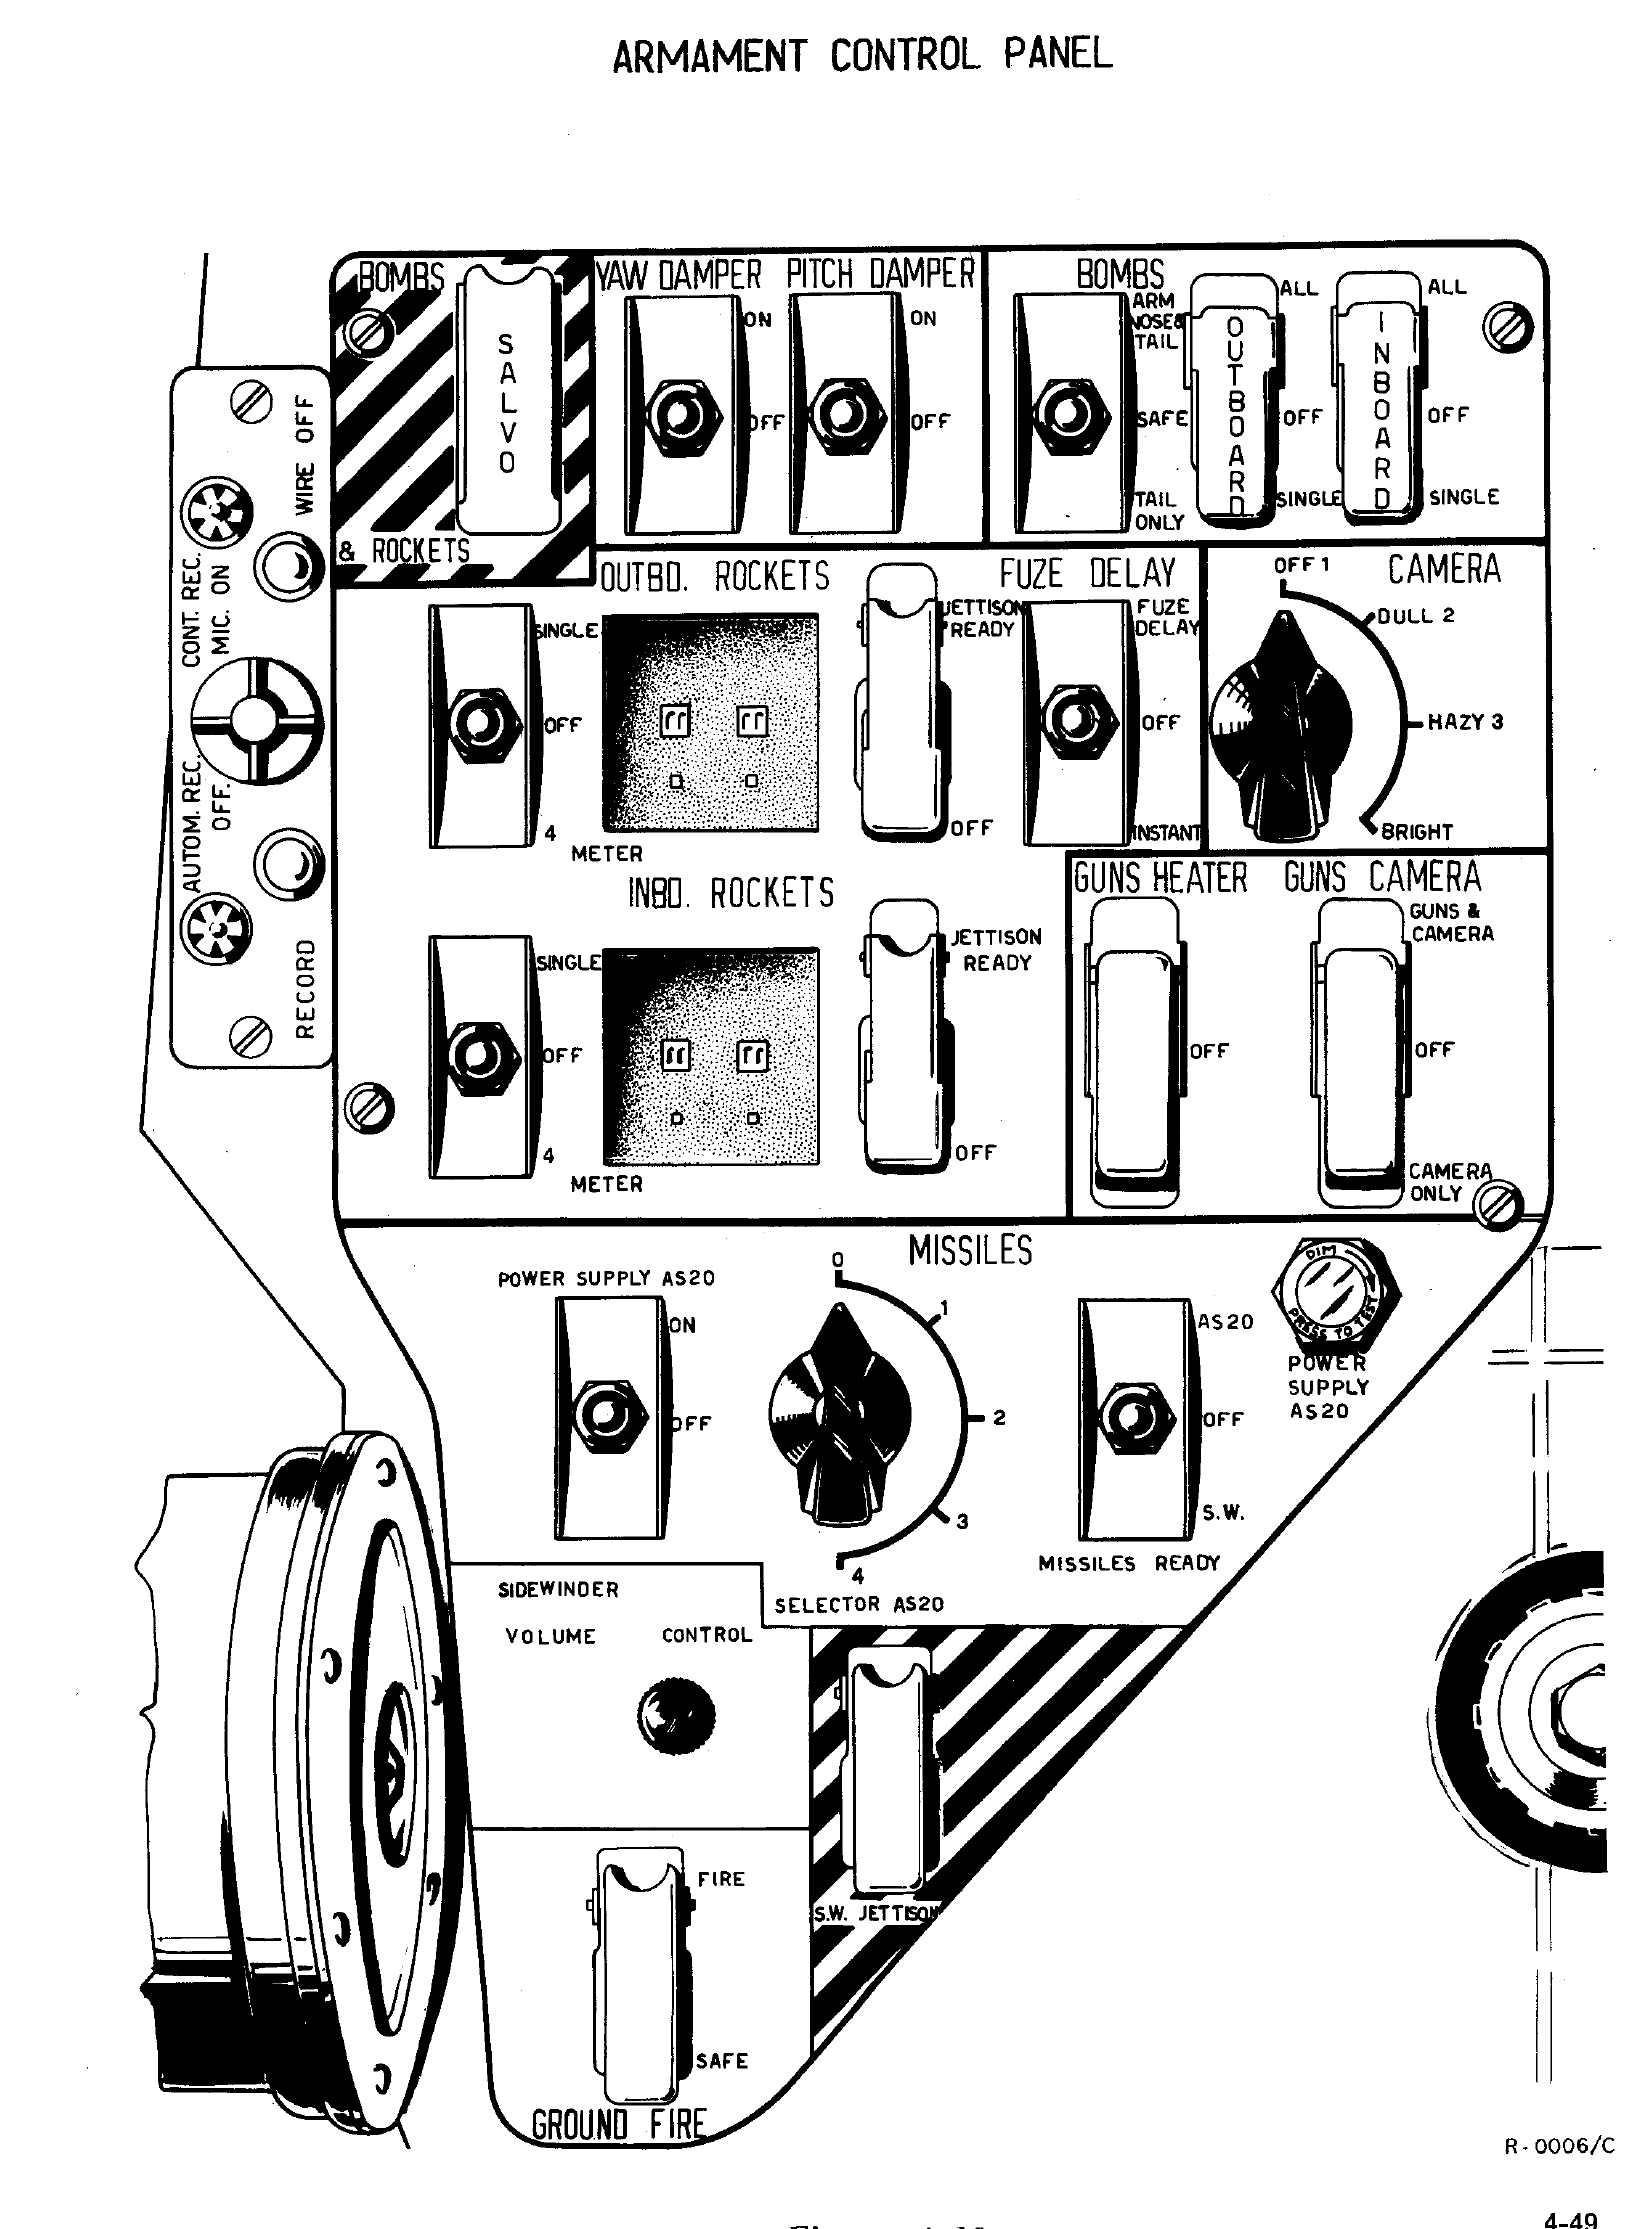 ARMAMENT CONTROL PANEL
BOMBS
SALVO
& ROCKETS
YAW DAMPER
ON
OFF
PITCH DAMPER
ON
OFF
BOMBS
ARM
NOSE&
TAIL
SAFE
TAIL
ONLY
OUTBOARD
ALL
OFF
SINGLE
INBOARD
ALL
OFF
SINGLE
WIRE OFF
CONT. REC.
MIC. ON
AUTOM. REC.
OFF.
RECORD
OUTBD. ROCKETS
SINGLE
OFF
4
METER
JETTISON
READY
OFF
FUZE DELAY
FUZE
DELAY
OFF
INSTANT
CAMERA
OFF 1
DULL 2
HAZY 3
BRIGHT
INBD. ROCKETS
SINGLE
OFF
4
METER
JETTISON
READY
OFF
GUNS HEATER
OFF
GUNS CAMERA
GUNS &
CAMERA
OFF
CAMERA
ONLY
MISSILES
POWER SUPPLY AS20
ON
OFF
0
1
2
3
4
SELECTOR AS20
AS20
OFF
S.W.
MISSILES READY
DIM
PRESS TO TEST
POWER
SUPPLY
AS20
SIDEWINDER
VOLUME CONTROL
S.W. JETTISON
FIRE
SAFE
GROUND FIRE
R-0006/C
4-49